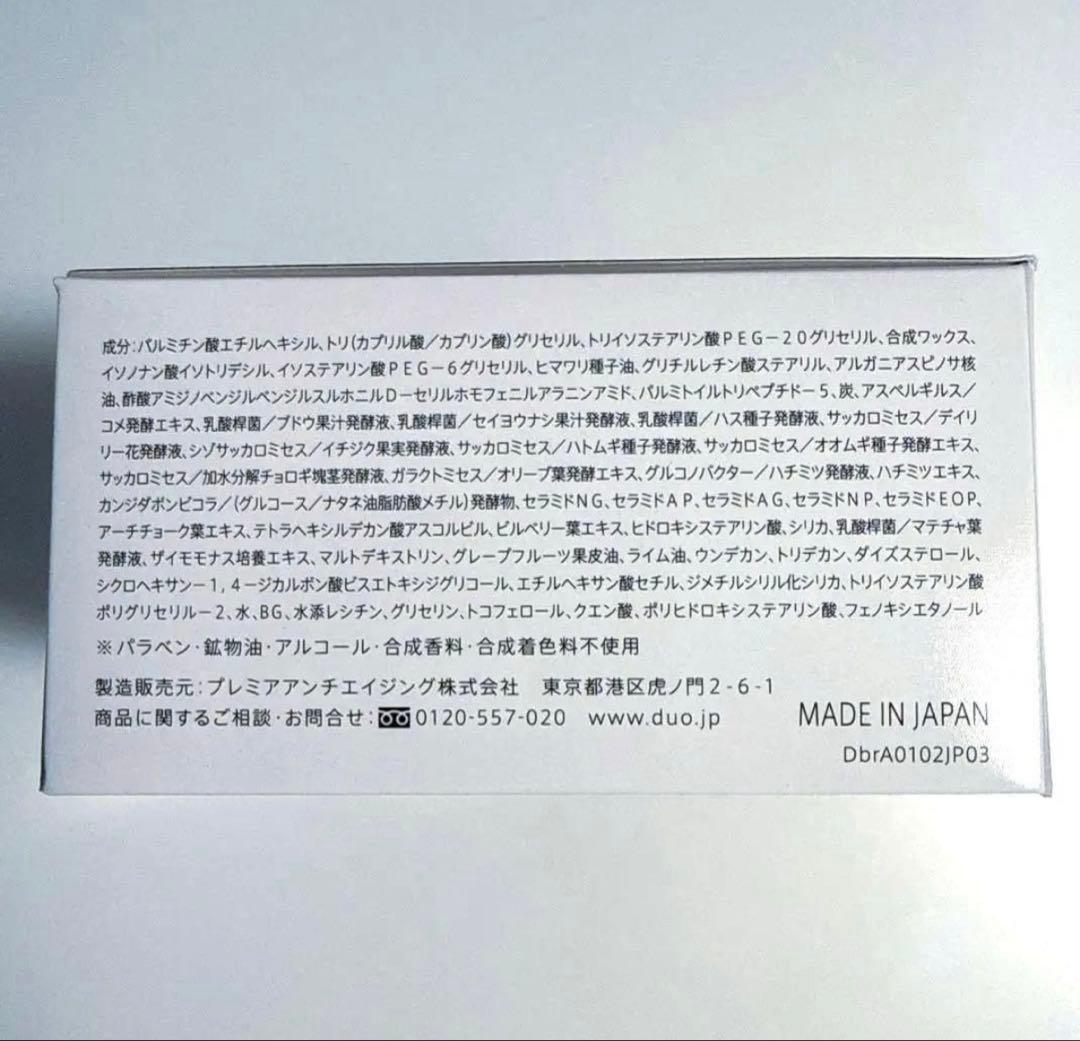 成分:パルミチン酸エチルヘキシル、トリ(カプリル酸/カプリン酸)グリセリル、トリイソステアリン酸PEG-20グリセリル、合成ワックス、
イソノナン酸イソトリデシル、イソステアリン酸PEG-6グリセリル、ヒマワリ種子油、グリチルレチン酸ステアリル、アルガニアスピノサ核
油、酢酸アミジノベンジルベンジルスルホニルD-セリルホモフェニルアラニンアミド、パルミトイルトリペプチド-5、炭、アスペルギルス/
コメ発酵エキス、乳酸桿菌/ブドウ果汁発酵液、乳酸桿菌/セイヨウナシ果汁発酵液、乳酸桿菌/ハス種子発酵液、サッカロミセス/デイリ
リー花発酵液、シゾサッカロミセス/イチジク果実発酵液、サッカロミセス/ハトムギ種子発酵液、サッカロミセス/オオムギ種子発酵エキス、
サッカロミセス/加水分解チョロギ塊茎発酵液、ガラクトミセス/オリーブ葉発酵エキス、グルコノバクター/ハチミツ発酵液、ハチミツエキス、
カンジダボンビコラ/(グルコース/ナタネ油脂肪酸メチル)発酵物、セラミドNG、セラミドAP、セラミドAG、セラミドNP、セラミドEOP、
アーチチョーク葉エキス、テトラヘキシルデカン酸アスコルビル、ビルベリー葉エキス、ヒドロキシステアリン酸、シリカ、乳酸桿菌/マテチャ葉
発酵液、ザイモモナス培養エキス、マルトデキストリン、グレープフルーツ果皮油、ライム油、ウンデカン、トリデカン、ダイズステロール、
シクロヘキサン-1,4-ジカルボン酸ビスエトキシジグリコール、エチルヘキサン酸セチル、ジメチルシリル化シリカ、トリイソステアリン酸
ポリグリセリル-2、水、BG、水添レシチン、グリセリン、トコフェロール、クエン酸、ポリヒドロキシステアリン酸、フェノキシエタノール
※パラベン・鉱物油・アルコール・合成香料・合成着色料不使用
製造販売元:プレミアアンチエイジング株式会社 東京都港区虎ノ門2-6-1
商品に関するご相談・お問合せ:0120-557-020 www.duo.jp
MADE IN JAPAN
DbrA0102JP03